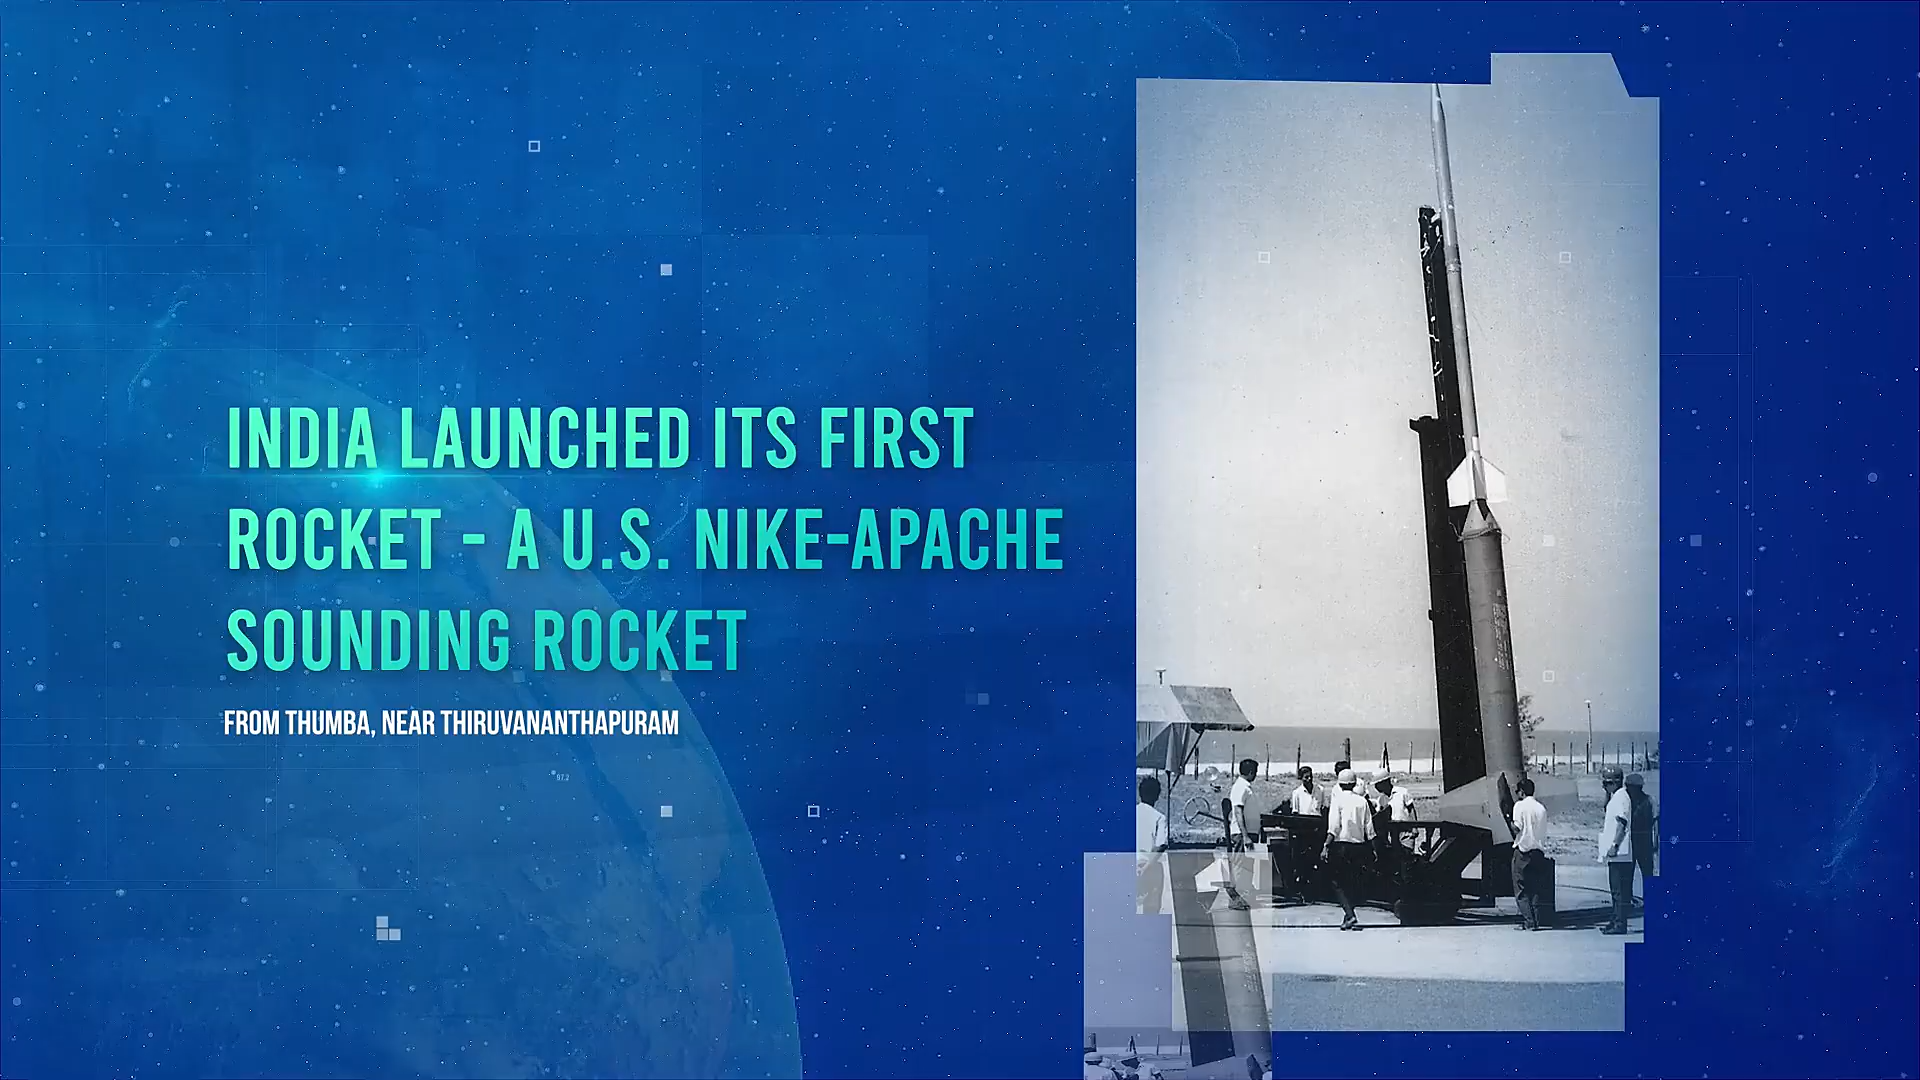 INDIA LAUNCHED ITS FIRST
ROCKET - A U.S. NIKE-APACHE
SOUNDING ROCKET
FROM THUMBA, NEAR THIRUVANANTHAPURAM